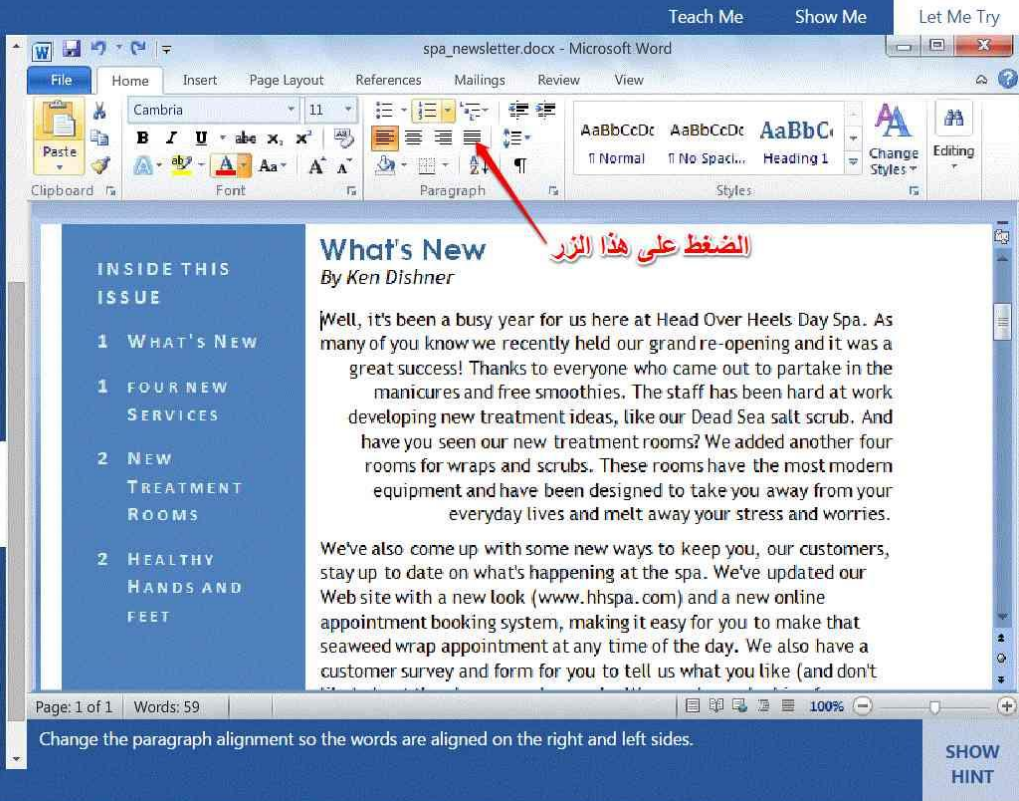 Teach Me Show Me Let Me Try
spa_newsletter.docx - Microsoft Word
File Home Insert Page Layout References Mailings Review View
Cambria 11
B I U abe x, x²
Aa A A
Paste
Clipboard Font Paragraph Styles
AaBbCcDc AaBbCcDc AaBbC
¶ Normal ¶ No Spaci... Heading 1
Change Styles
Editing
الضغط على هذا الزر
INSIDE THIS
ISSUE
1 WHAT'S NEW
1 FOUR NEW
SERVICES
2 NEW
TREATMENT
ROOMS
2 HEALTHY
HANDS AND
FEET
What's New
By Ken Dishner
Well, it's been a busy year for us here at Head Over Heels Day Spa. As
many of you know we recently held our grand re-opening and it was a
great success! Thanks to everyone who came out to partake in the
manicures and free smoothies. The staff has been hard at work
developing new treatment ideas, like our Dead Sea salt scrub. And
have you seen our new treatment rooms? We added another four
rooms for wraps and scrubs. These rooms have the most modern
equipment and have been designed to take you away from your
everyday lives and melt away your stress and worries.
We've also come up with some new ways to keep you, our customers,
stay up to date on what's happening at the spa. We've updated our
Web site with a new look (www.hhspa.com) and a new online
appointment booking system, making it easy for you to make that
seaweed wrap appointment at any time of the day. We also have a
customer survey and form for you to tell us what you like (and don't
Page: 1 of 1 Words: 59 100%
Change the paragraph alignment so the words are aligned on the right and left sides.
SHOW
HINT